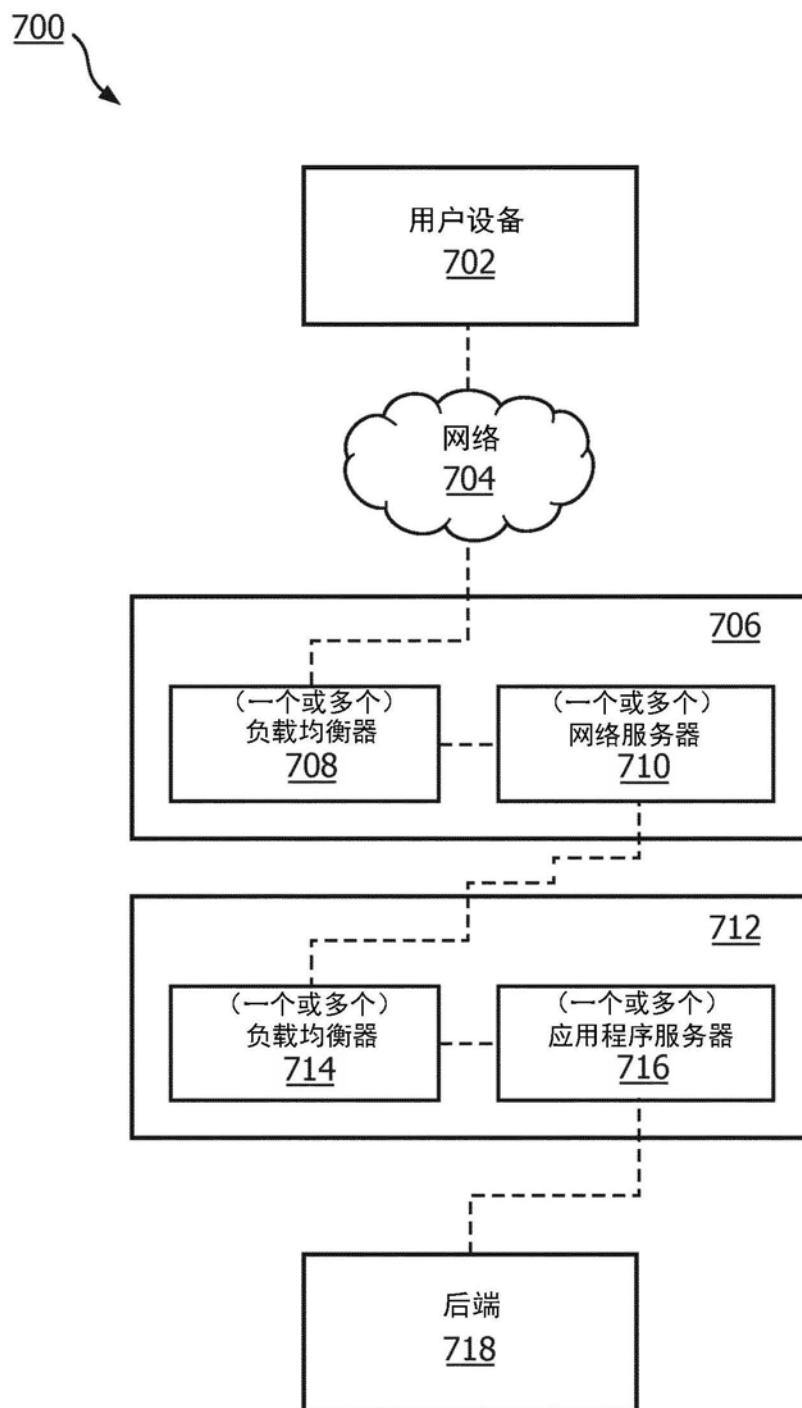 700
用户设备
702
网络
704
706
（一个或多个）
负载均衡器
708
（一个或多个）
网络服务器
710
712
（一个或多个）
负载均衡器
714
（一个或多个）
应用程序服务器
716
后端
718